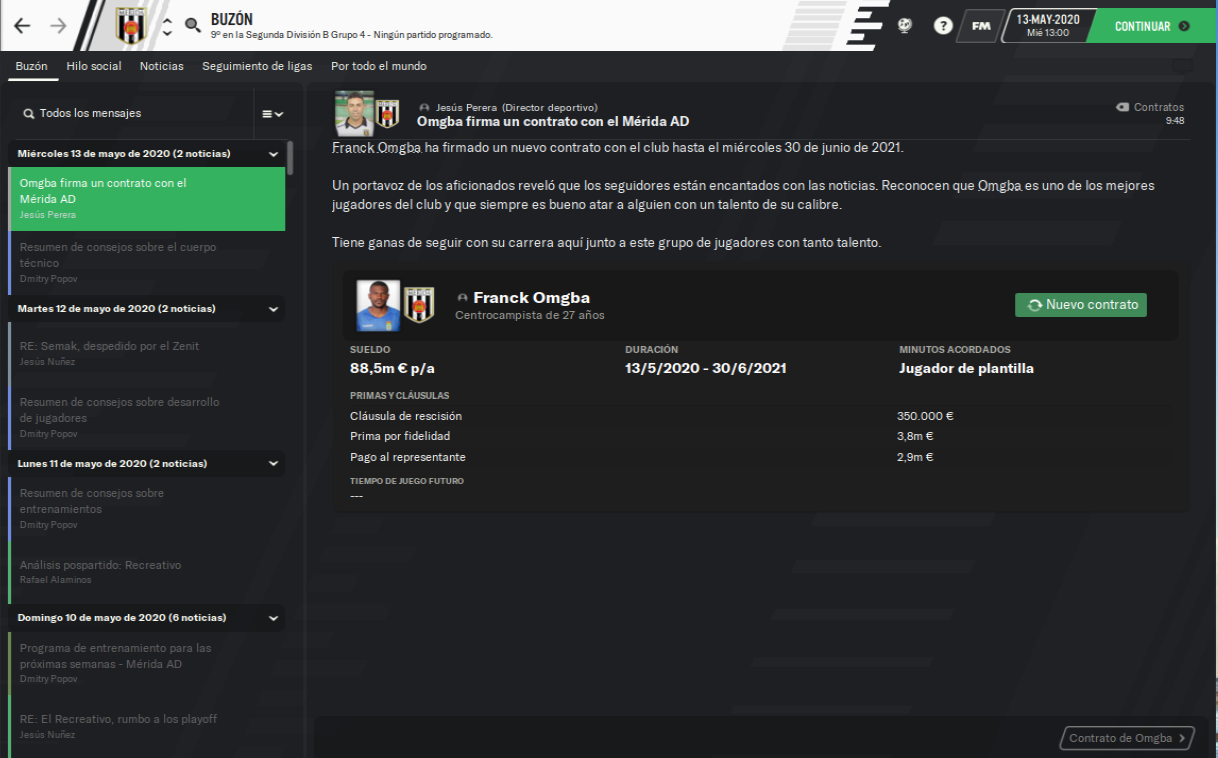 BUZÓN
9º en la Segunda División B Grupo 4 - Ningún partido programado.
FM
13-MAY-2020
Mié 13:00
CONTINUAR
Buzón Hilo social Noticias Seguimiento de ligas Por todo el mundo
Todos los mensajes
Miércoles 13 de mayo de 2020 (2 noticias)
Omgba firma un contrato con el
Mérida AD
Jesús Perera
Resumen de consejos sobre el cuerpo
técnico
Dmitry Popov
Martes 12 de mayo de 2020 (2 noticias)
RE: Semak, despedido por el Zenit
Jesús Nuñez
Resumen de consejos sobre desarrollo
de jugadores
Dmitry Popov
Lunes 11 de mayo de 2020 (2 noticias)
Resumen de consejos sobre
entrenamientos
Dmitry Popov
Análisis pospartido: Recreativo
Rafael Alaminos
Domingo 10 de mayo de 2020 (6 noticias)
Programa de entrenamiento para las
próximas semanas - Mérida AD
Dmitry Popov
RE: El Recreativo, rumbo a los playoff
Jesús Nuñez
Jesús Perera (Director deportivo)
Omgba firma un contrato con el Mérida AD
Contratos
9:48
Franck Omgba ha firmado un nuevo contrato con el club hasta el miércoles 30 de junio de 2021.
Un portavoz de los aficionados reveló que los seguidores están encantados con las noticias. Reconocen que Omgba es uno de los mejores
jugadores del club y que siempre es bueno atar a alguien con un talento de su calibre.
Tiene ganas de seguir con su carrera aquí junto a este grupo de jugadores con tanto talento.
Franck Omgba
Centrocampista de 27 años
Nuevo contrato
SUELDO DURACIÓN MINUTOS ACORDADOS
88,5m € p/a 13/5/2020 - 30/6/2021 Jugador de plantilla
PRIMAS Y CLÁUSULAS
Cláusula de rescisión 350.000 €
Prima por fidelidad 3,8m €
Pago al representante 2,9m €
TIEMPO DE JUEGO FUTURO
---
Contrato de Omgba